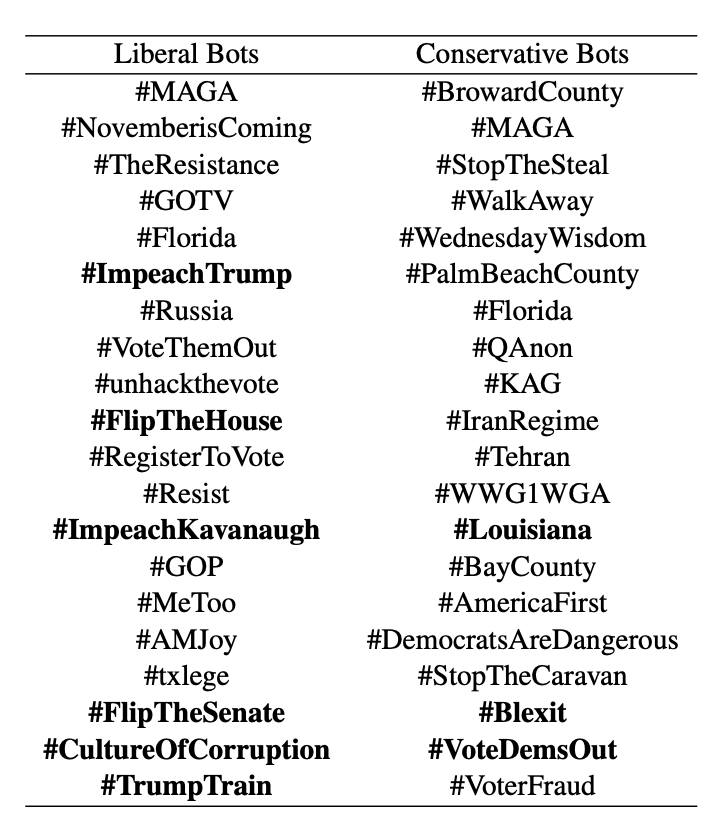 Liberal Bots Conservative Bots
#MAGA #BrowardCounty
#NovemberisComing #MAGA
#TheResistance #StopTheSteal
#GOTV #WalkAway
#Florida #WednesdayWisdom
#ImpeachTrump #PalmBeachCounty
#Russia #Florida
#VoteThemOut #QAnon
#unhackthevote #KAG
#FlipTheHouse #IranRegime
#RegisterToVote #Tehran
#Resist #WWG1WGA
#ImpeachKavanaugh #Louisiana
#GOP #BayCounty
#MeToo #AmericaFirst
#AMJoy #DemocratsAreDangerous
#txlege #StopTheCaravan
#FlipTheSenate #Blexit
#CultureOfCorruption #VoteDemsOut
#TrumpTrain #VoterFraud